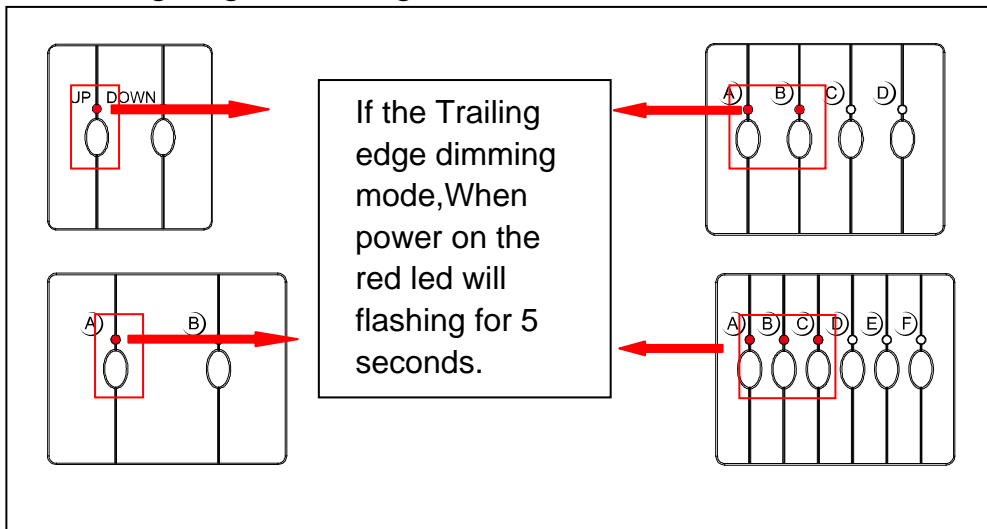 UP DOWN
If the Trailing
edge dimming
mode,When
power on the
red led will
flashing for 5
seconds.
A B C D
A B
A B C D E F